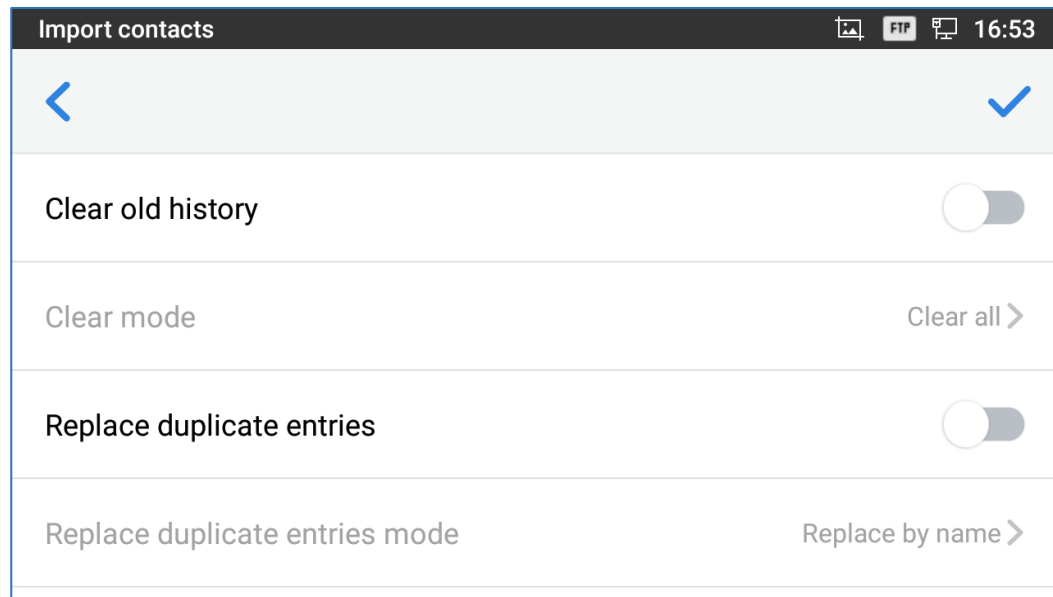 Import contacts
FTP
16:53
Clear old history
Clear mode
Clear all
Replace duplicate entries
Replace duplicate entries mode
Replace by name